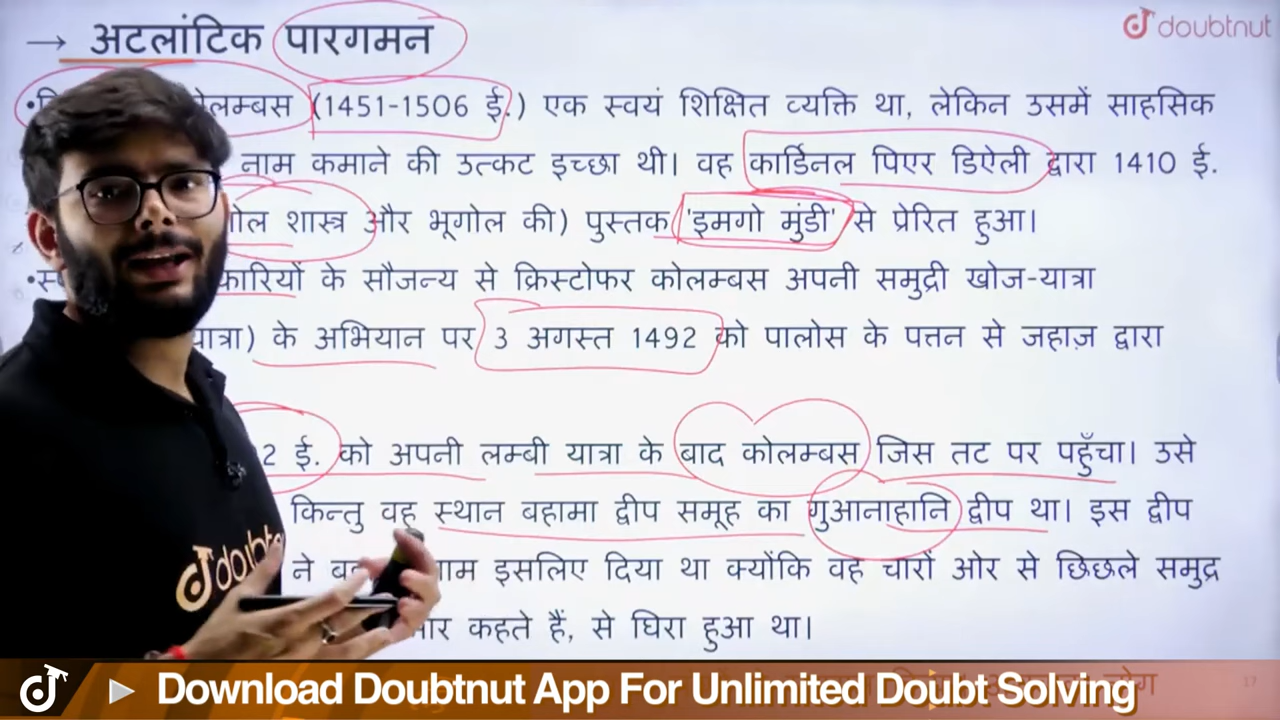 → अटलांटिक पारगमन
doubtnut
कोलम्बस (1451-1506 ई.) एक स्वयं शिक्षित व्यक्ति था, लेकिन उसमें साहसिक
नाम कमाने की उत्कट इच्छा थी। वह कार्डिनल पिएर डिऐली द्वारा 1410 ई.
शास्त्र और भूगोल की) पुस्तक 'इमगो मुंडी' से प्रेरित हुआ।
के सौजन्य से क्रिस्टोफर कोलम्बस अपनी समुद्री खोज-यात्रा
के अभियान पर 3 अगस्त 1492 को पालोस के पत्तन से जहाज़ द्वारा
2 ई. को अपनी लम्बी यात्रा के बाद कोलम्बस जिस तट पर पहुँचा। उसे
किन्तु वह स्थान बहामा द्वीप समूह का गुआनाहानि द्वीप था। इस द्वीप
ने इसलिए दिया था क्योंकि वह चारों ओर से छिछले समुद्र
कहते हैं, से घिरा हुआ था।
doubt
Download Doubtnut App For Unlimited Doubt Solving
17